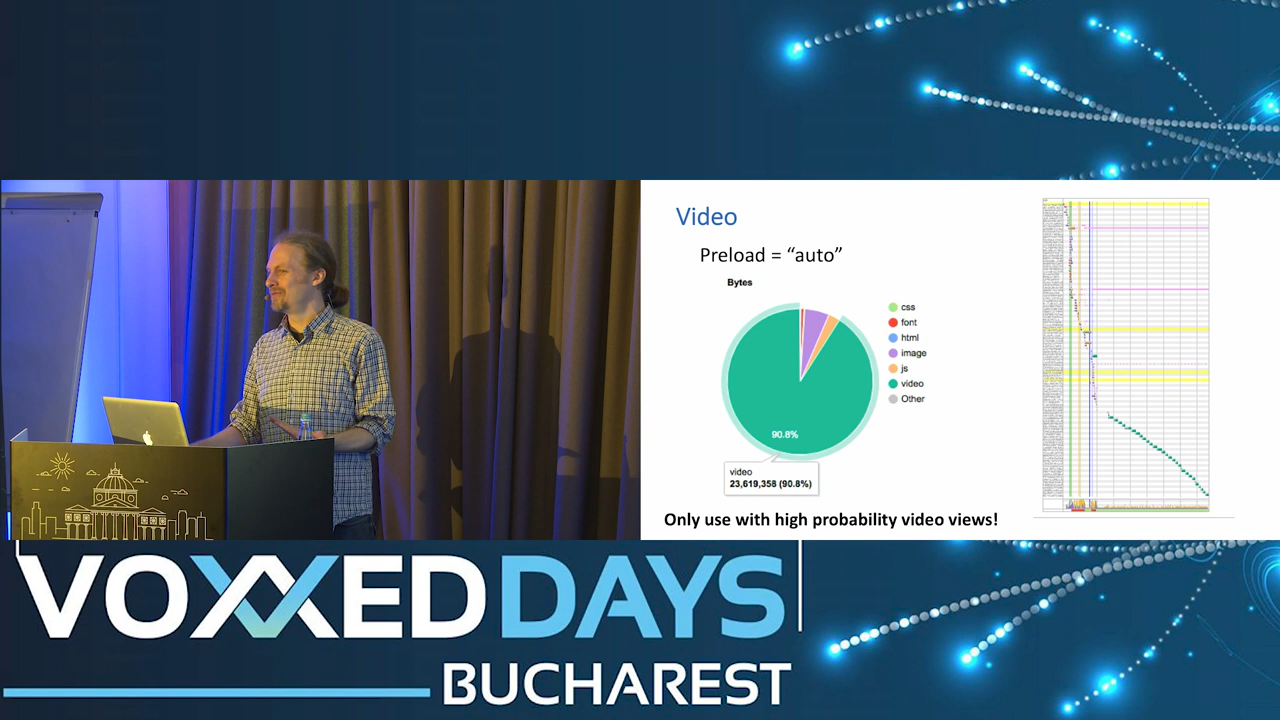 Video
Preload = “auto”
Bytes
css
font
html
image
js
video
Other
90.8%
video
23,619,358 (90.8%)
Only use with high probability video views!
VOXXED DAYS
BUCHAREST